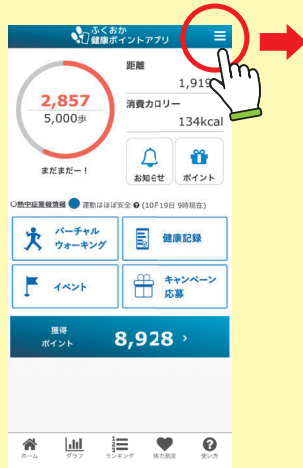 ふくおか
健康ポイントアプリ
距離
1,919
2,857
5,000歩
消費カロリー
134kcal
まだまだー！
お知らせ
ポイント
熱中症警戒情報 運動はほぼ安全 (10月19日 9時現在)
バーチャル
ウォーキング
健康記録
イベント
キャンペーン
応募
獲得
ポイント
8,928
ホーム
グラフ
ランキング
体力測定
使い方